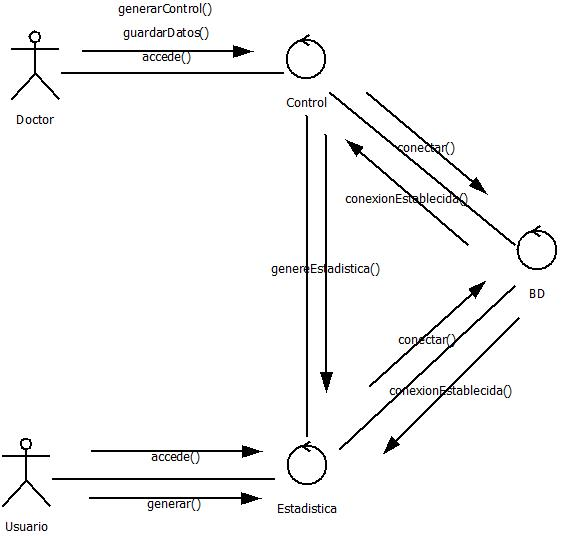 generarControl()
guardarDatos()
accede()
Doctor
Control
conectar()
conexionEstablecida()
genereEstadistica()
BD
conectar()
conexionEstablecida()
accede()
generar()
Estadistica
Usuario